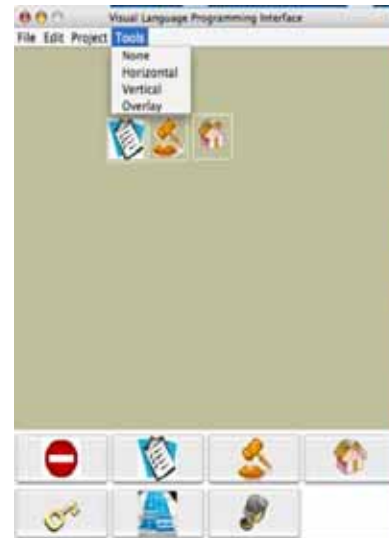 Visual Language Programming Interface
File Edit Project Tools
None
Horizontal
Vertical
Overlay